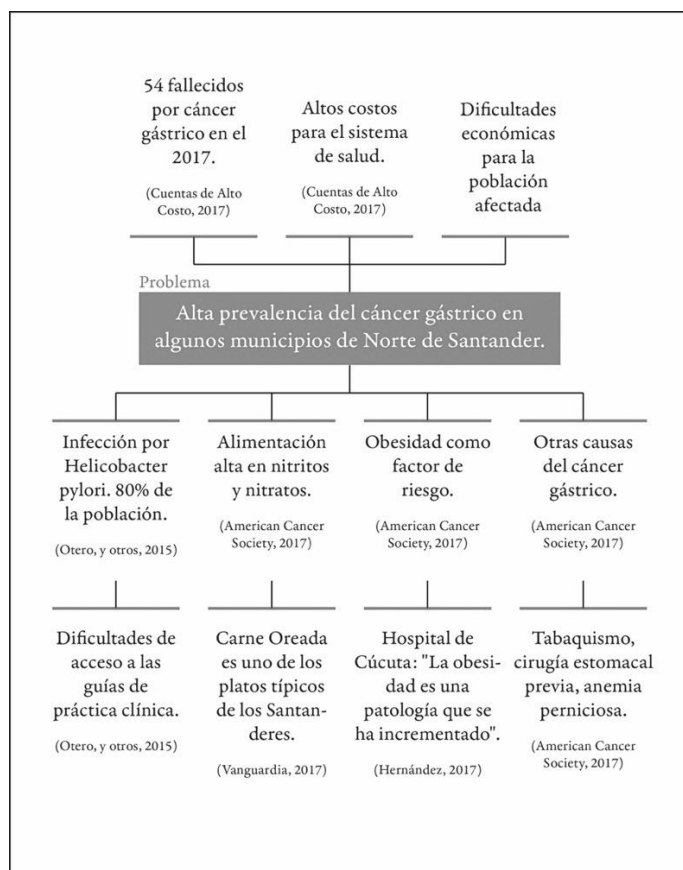 54 fallecidos
por cáncer
gástrico en el
2017.
(Cuentas de Alto
Costo, 2017)
Altos costos
para el sistema
de salud.
(Cuentas de Alto
Costo, 2017)
Dificultades
económicas
para la
población
afectada
Problema
Alta prevalencia del cáncer gástrico en
algunos municipios de Norte de Santander.
Infección por
Helicobacter
pylori. 80% de
la población.
(Otero, y otros, 2015)
Alimentación
alta en nitritos
y nitratos.
(American Cancer
Society, 2017)
Obesidad como
factor de
riesgo.
(American Cancer
Society, 2017)
Otras causas
del cáncer
gástrico.
(American Cancer
Society, 2017)
Dificultades de
acceso a las
guías de
práctica clínica.
(Otero, y otros, 2015)
Carne Oreada
es uno de los
platos típicos
de los Santan-
deres.
(Vanguardia, 2017)
Hospital de
Cúcuta: "La obesi-
dad es una
patología que se
ha incrementado".
(Hernández, 2017)
Tabaquismo,
cirugía estomacal
previa, anemia
perniciosa.
(American Cancer
Society, 2017)